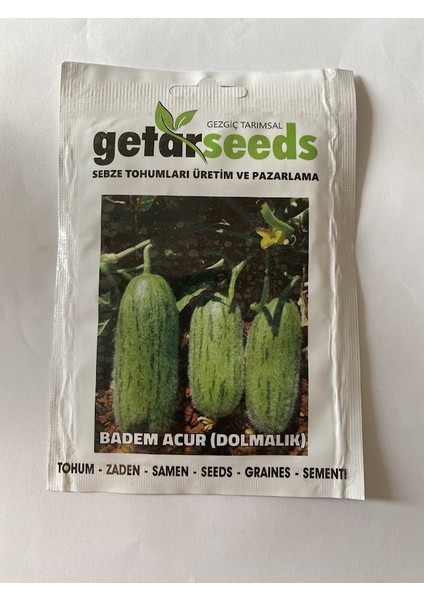 GEZGİÇ TARIMSAL
getarseeds
SEBZE TOHUMLARI ÜRETİM VE PAZARLAMA
BADEM ACUR (DOLMALIK)
TOHUM - ZADEN - SAMEN - SEEDS - GRAINES - SEMENTI